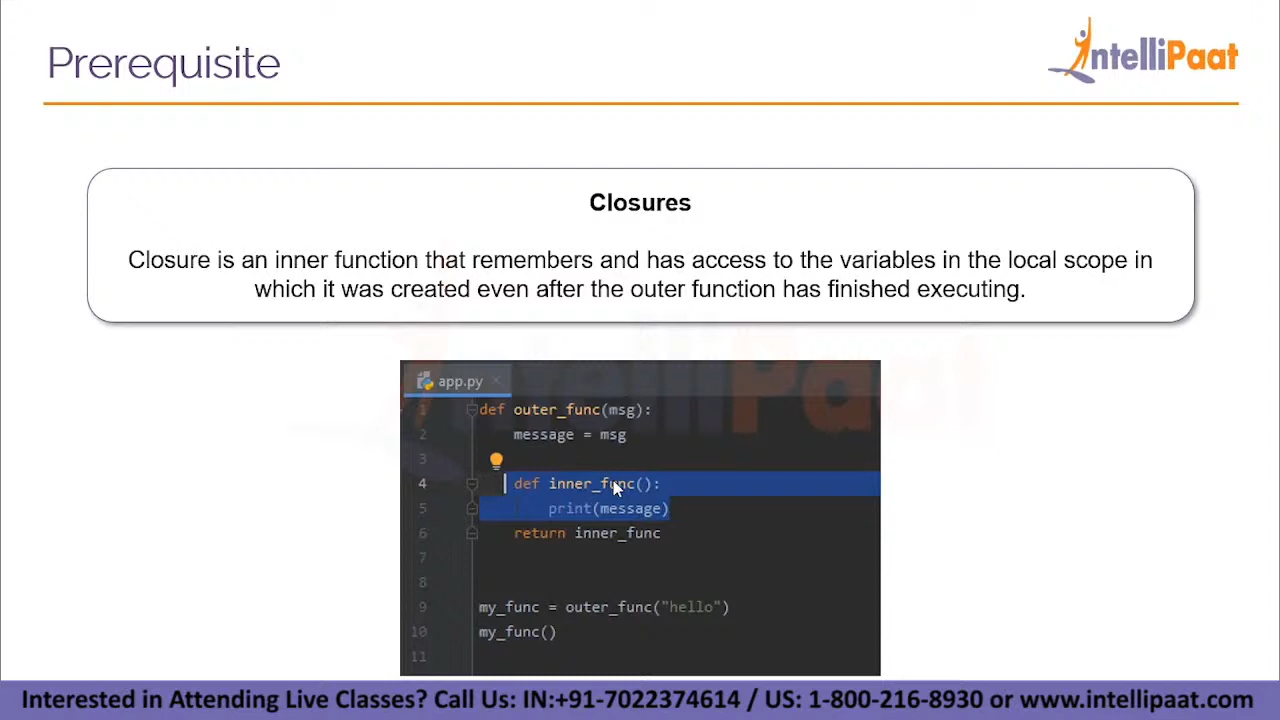 Prerequisite
IntelliPaat
Closures
Closure is an inner function that remembers and has access to the variables in the local scope in
which it was created even after the outer function has finished executing.
IntelliPaat
app.py
1 def outer_func(msg):
2 message = msg
3
4 def inner_func():
5 print(message)
6 return inner_func
7
8
9 my_func = outer_func("hello")
10 my_func()
11
Interested in Attending Live Classes? Call Us: IN:+91-7022374614 / US: 1-800-216-8930 or www.intellipaat.com